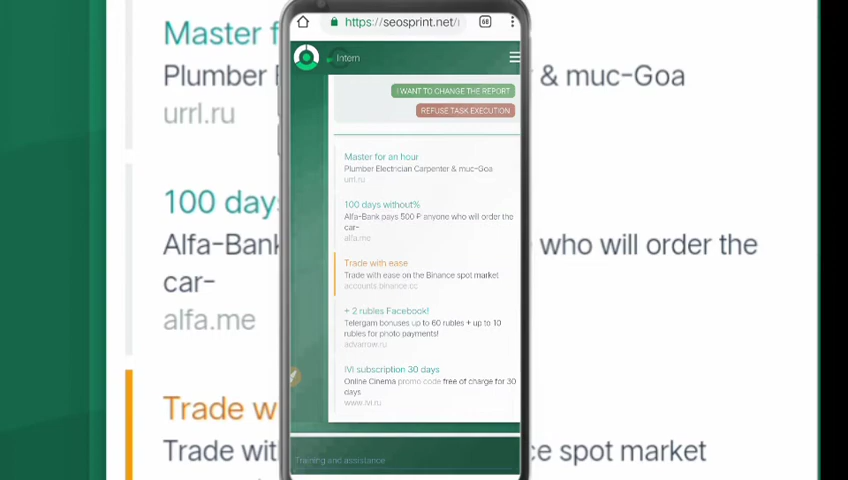 https://seosprint.net/
68
Intern
I WANT TO CHANGE THE REPORT
REFUSE TASK EXECUTION
Master for an hour
Plumber Electrician Carpenter & muc-Goa
urrl.ru
100 days without%
Alfa-Bank pays 500 ₽ anyone who will order the
car-
alfa.me
Trade with ease
Trade with ease on the Binance spot market
accounts.binance.cc
+ 2 rubles Facebook!
Telergam bonuses up to 60 rubles + up to 10
rubles for photo payments!
advarrow.ru
IVI subscription 30 days
Online Cinema promo code free of charge for 30
days
www.ivi.ru
Training and assistance
Master f
Plumber
& muc-Goa
urrl.ru
100 days
Alfa-Bank
who will order the
car-
alfa.me
Trade w
Trade wit
ce spot market